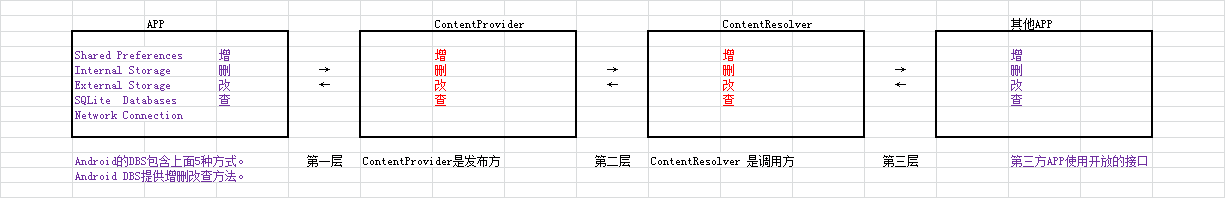 APP ContentProvider ContentResolver 其他APP
Shared Preferences 增 增 增 增
Internal Storage 删 → 删 → 删 → 删
External Storage 改 ← 改 ← 改 ← 改
SQLite Databases 查 查 查 查
Network Connection
Android的DBS包含上面5种方式。 第一层 ContentProvider是发布方 第二层 ContentResolver 是调用方 第三层 第三方APP使用开放的接口
Android DBS提供增删改查方法。